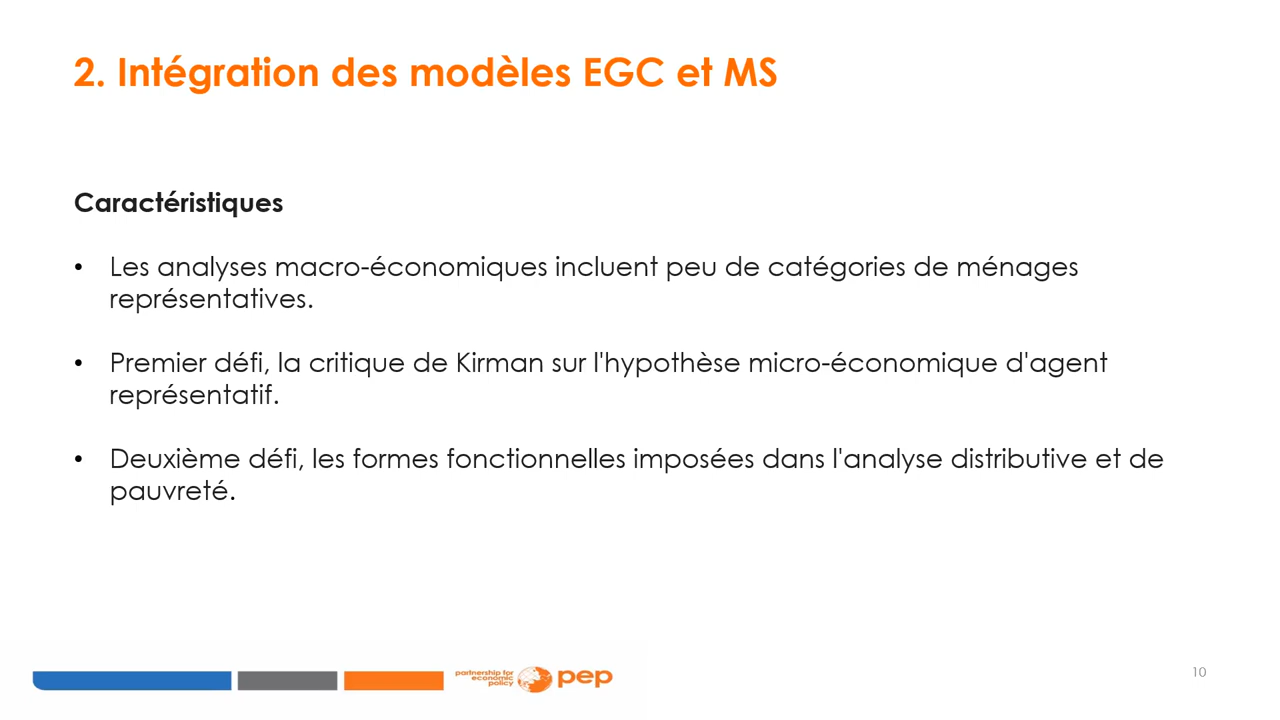 2. Intégration des modèles EGC et MS
Caractéristiques
• Les analyses macro-économiques incluent peu de catégories de ménages
représentatives.
• Premier défi, la critique de Kirman sur l'hypothèse micro-économique d'agent
représentatif.
• Deuxième défi, les formes fonctionnelles imposées dans l'analyse distributive et de
pauvreté.
partnership for
economic
policy
pep
10